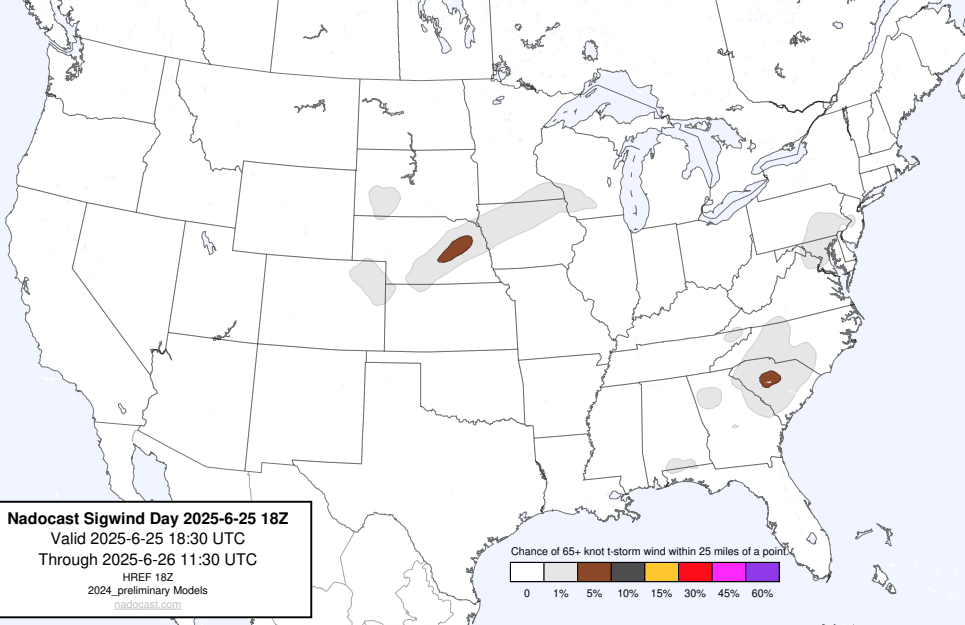 Nadocast Sigwind Day 2025-6-25 18Z
Valid 2025-6-25 18:30 UTC
Through 2025-6-26 11:30 UTC
HREF 18Z
2024_preliminary Models
nadocast.com
Chance of 65+ knot t-storm wind within 25 miles of a point.
0 1% 5% 10% 15% 30% 45% 60%